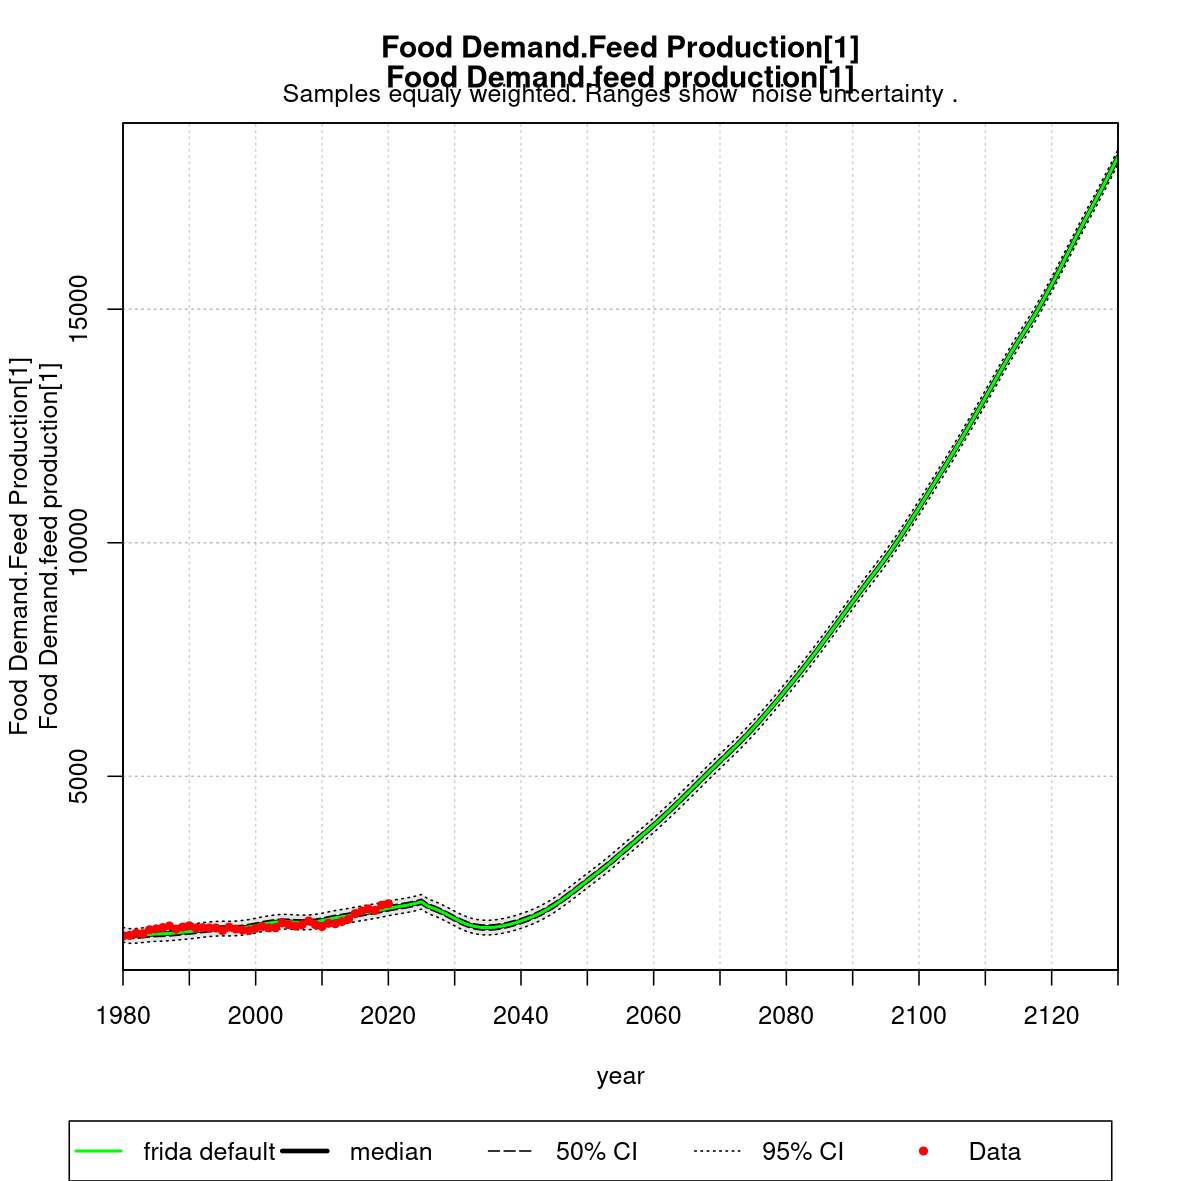 Food Demand.Feed Production[1]
Food Demand.feed production[1]
Samples equaly weighted. Ranges show  noise uncertainty .
Food Demand.Feed Production[1]
Food Demand.feed production[1]
15000
10000
5000
1980 2000 2020 2040 2060 2080 2100 2120
year
frida default median 50% CI 95% CI Data